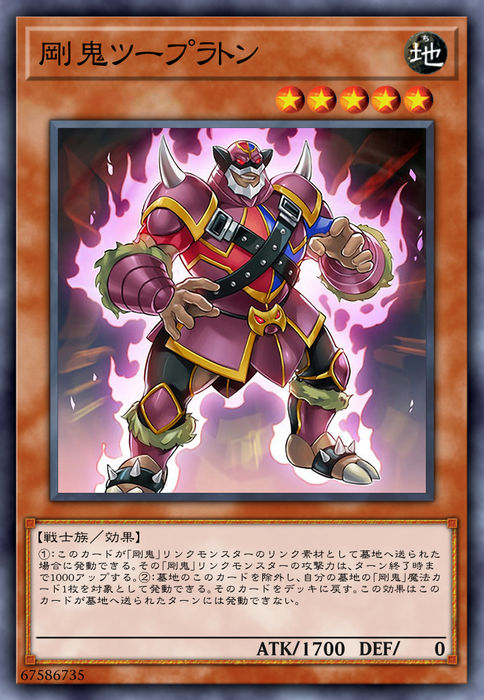 剛鬼ツープラトン
ち
地
【戦士族／効果】
①：このカードが「剛鬼」リンクモンスターのリンク素材として墓地へ送られた
場合に発動できる。その「剛鬼」リンクモンスターの攻撃力は、ターン終了時ま
で1000アップする。②：墓地のこのカードを除外し、自分の墓地の「剛鬼」魔法カー
ド1枚を対象として発動できる。そのカードをデッキに戻す。この効果はこの
カードが墓地へ送られたターンには発動できない。
ATK/1700 DEF/ 0
67586735